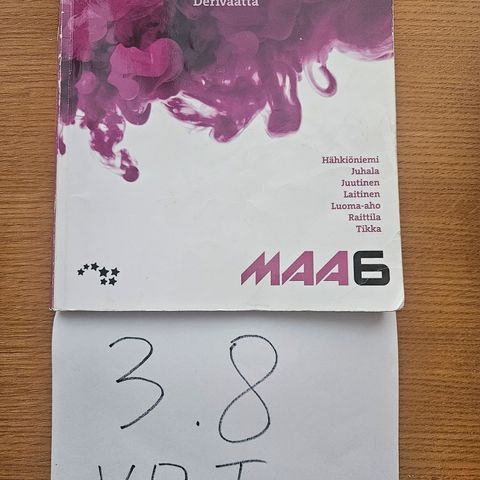 Derivaatta
Hähkiöniemi
Juhala
Juutinen
Laitinen
Luoma-aho
Raittila
Tikka
MAA6
3.8